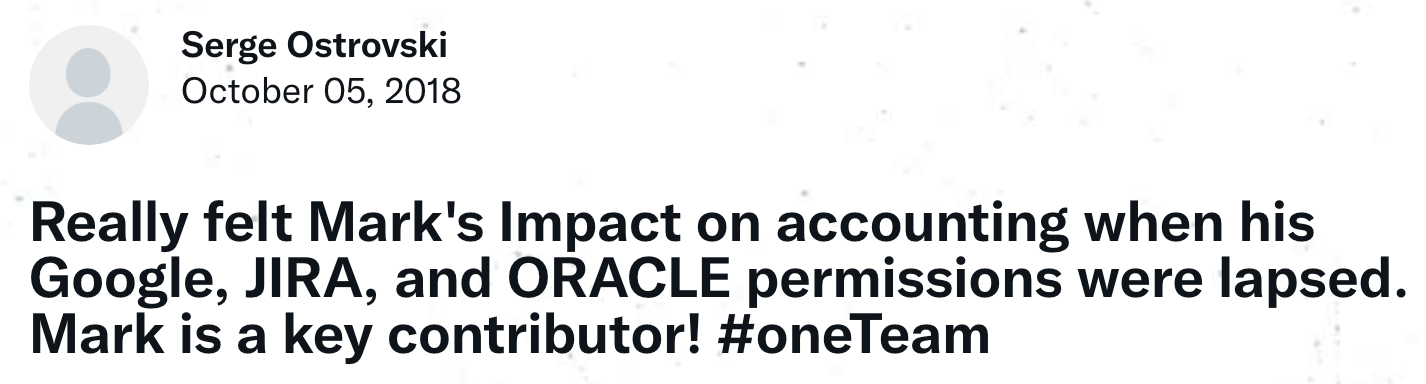 Serge Ostrovski
October 05, 2018
Really felt Mark's Impact on accounting when his
Google, JIRA, and ORACLE permissions were lapsed.
Mark is a key contributor! #oneTeam